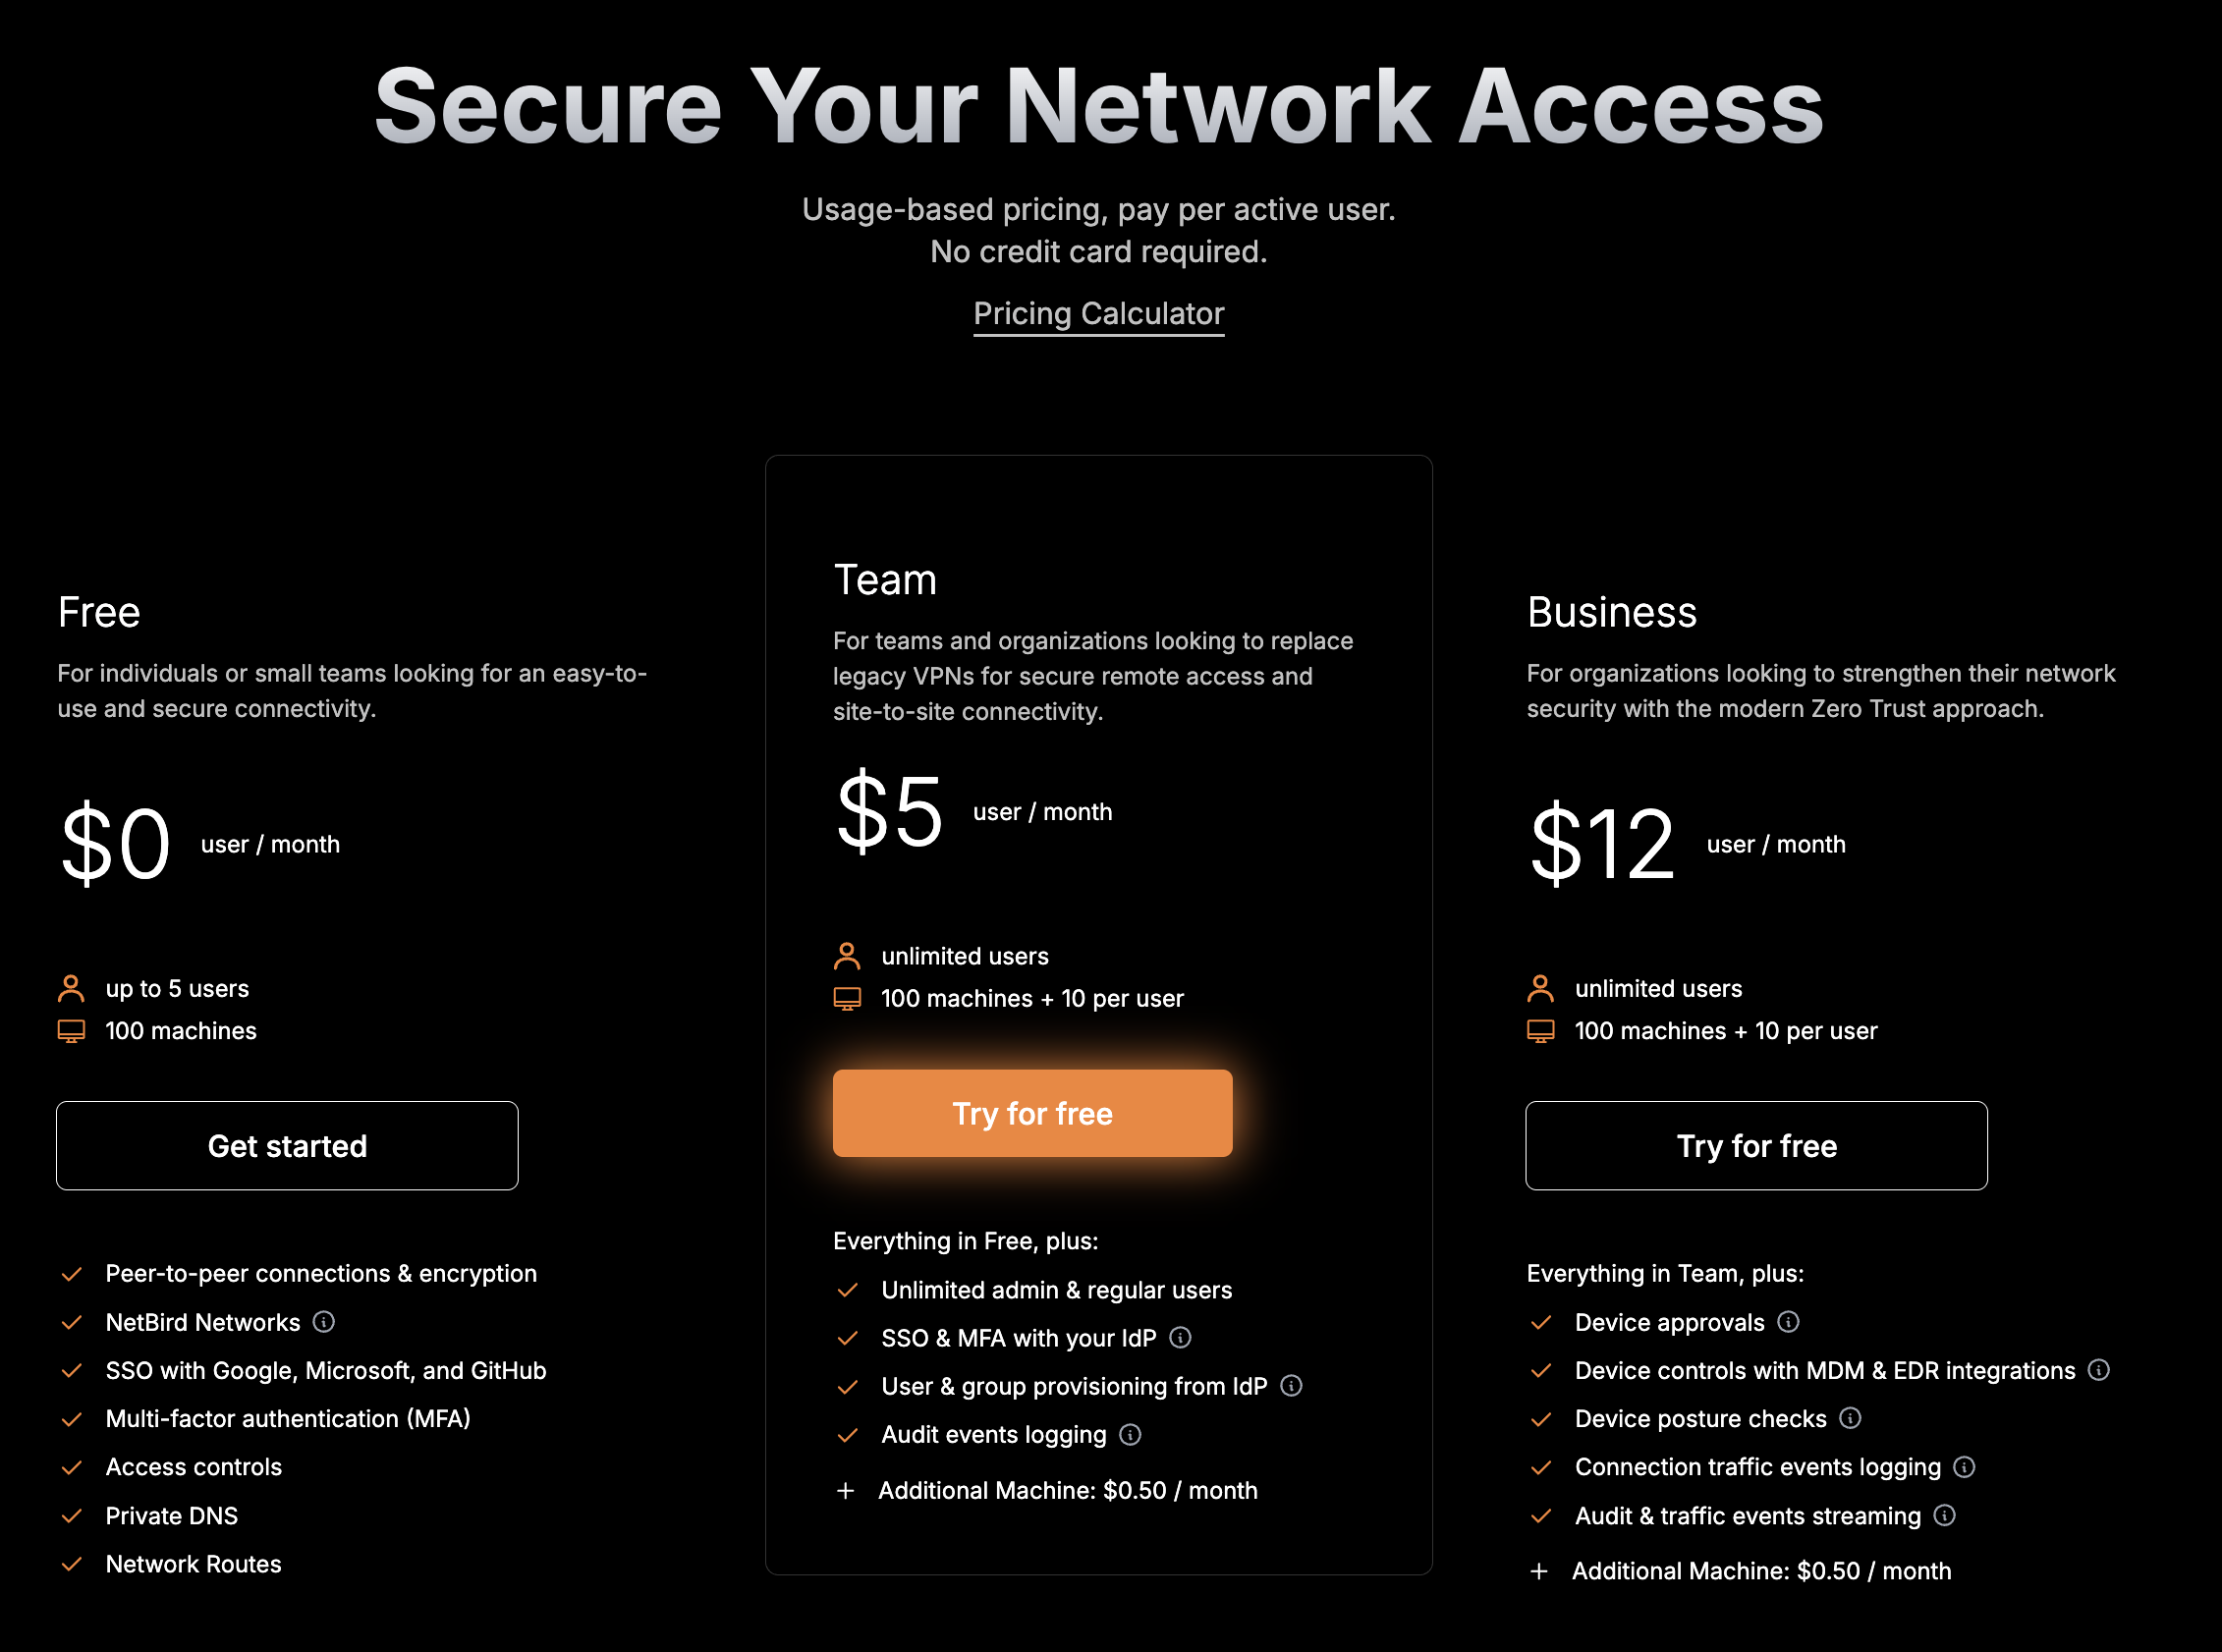 Secure Your Network Access
Usage-based pricing, pay per active user.
No credit card required.
Pricing Calculator
Free
For individuals or small teams looking for an easy-to-
use and secure connectivity.
$0 user / month
up to 5 users
100 machines
Get started
Peer-to-peer connections & encryption
NetBird Networks
SSO with Google, Microsoft, and GitHub
Multi-factor authentication (MFA)
Access controls
Private DNS
Network Routes
Team
For teams and organizations looking to replace
legacy VPNs for secure remote access and
site-to-site connectivity.
$5 user / month
unlimited users
100 machines + 10 per user
Try for free
Everything in Free, plus:
Unlimited admin & regular users
SSO & MFA with your IdP
User & group provisioning from IdP
Audit events logging
+ Additional Machine: $0.50 / month
Business
For organizations looking to strengthen their network
security with the modern Zero Trust approach.
$12 user / month
unlimited users
100 machines + 10 per user
Try for free
Everything in Team, plus:
Device approvals
Device controls with MDM & EDR integrations
Device posture checks
Connection traffic events logging
Audit & traffic events streaming
+ Additional Machine: $0.50 / month